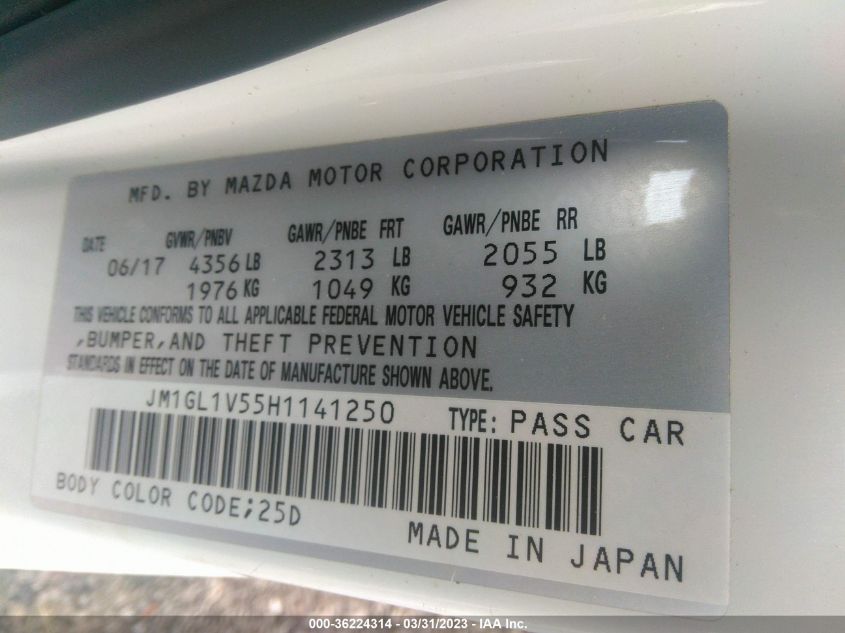 MFD. BY MAZDA MOTOR CORPORATION
DATE GVWR/PNBV GAWR/PNBE FRT GAWR/PNBE RR
06/17 4356 LB 2313 LB 2055 LB
1976 KG 1049 KG 932 KG
THIS VEHICLE CONFORMS TO ALL APPLICABLE FEDERAL MOTOR VEHICLE SAFETY
,BUMPER,AND THEFT PREVENTION
STANDARDS IN EFFECT ON THE DATE OF MANUFACTURE SHOWN ABOVE.
JM1GL1V55H1141250 TYPE: PASS CAR
BODY COLOR CODE;25D
MADE IN JAPAN
000-36224314 - 03/31/2023 - IAA Inc.